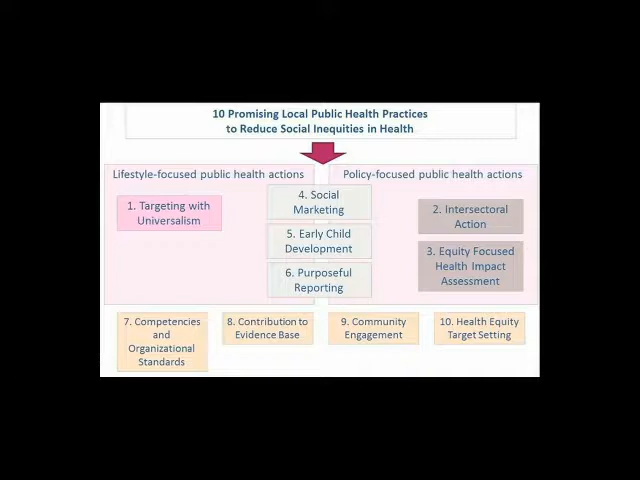 10 Promising Local Public Health Practices
to Reduce Social Inequities in Health
Lifestyle-focused public health actions
Policy-focused public health actions
1. Targeting with
Universalism
4. Social
Marketing
2. Intersectoral
Action
5. Early Child
Development
3. Equity Focused
Health Impact
Assessment
6. Purposeful
Reporting
7. Competencies
and
Organizational
Standards
8. Contribution to
Evidence Base
9. Community
Engagement
10. Health Equity
Target Setting